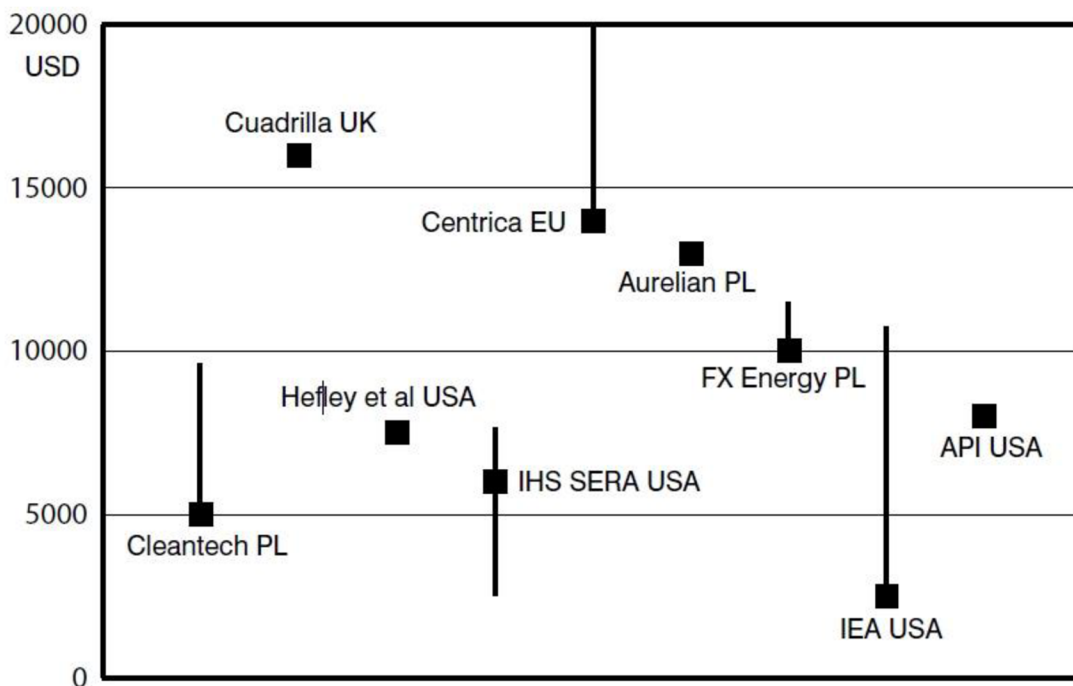 20000
USD
Cuadrilla UK
15000
Centrica EU
Aurelian PL
10000
FX Energy PL
Hefley et al USA
API USA
IHS SERA USA
5000
Cleantech PL
IEA USA
0